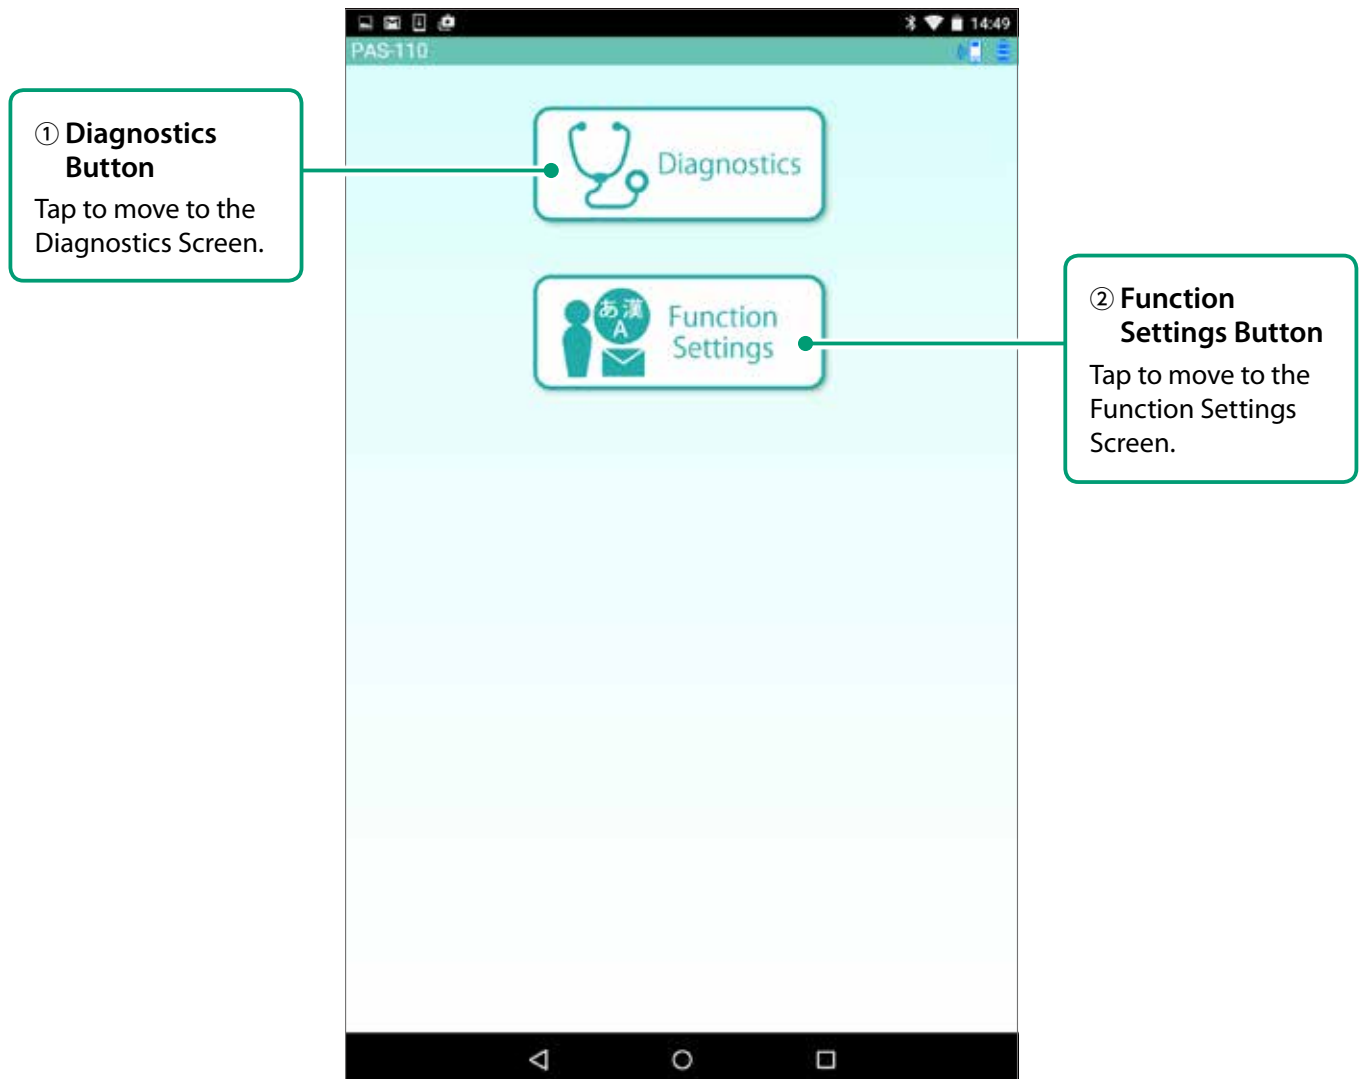 14:49
PAS-110
① Diagnostics
Button
Tap to move to the
Diagnostics Screen.
Diagnostics
あ漢
A
Function
Settings
② Function
Settings Button
Tap to move to the
Function Settings
Screen.